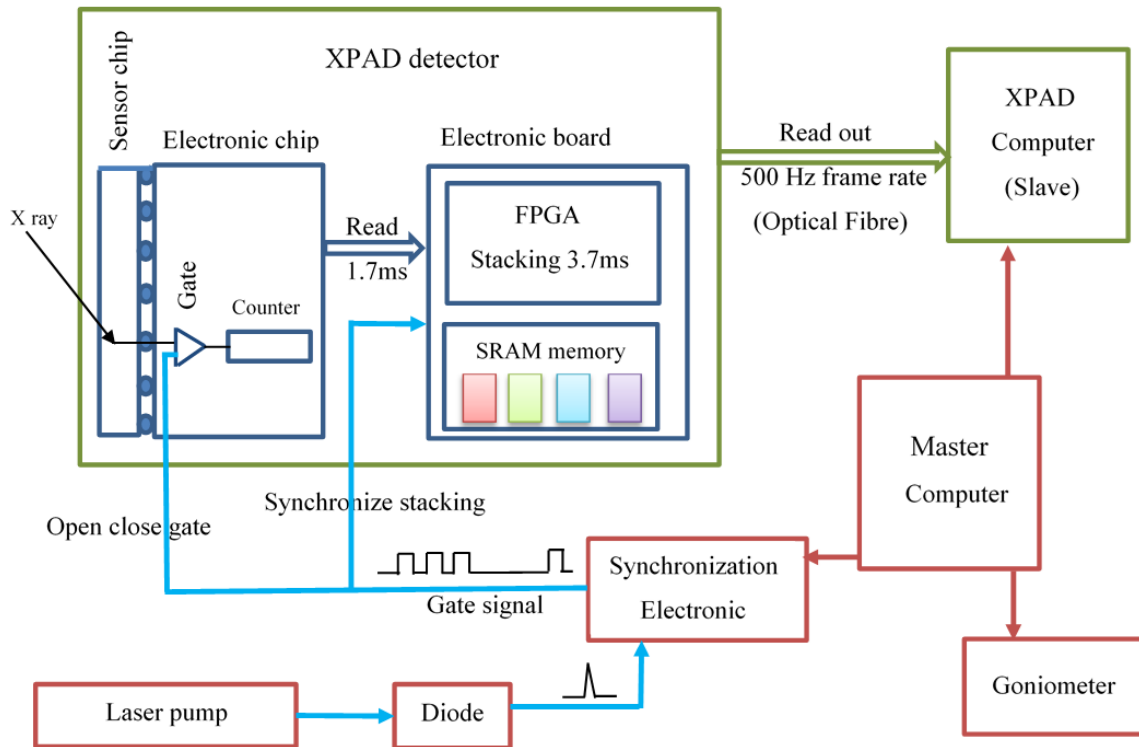 XPAD detector
Sensor chip
Electronic chip
Electronic board
X ray
Gate
Counter
Read
1.7ms
FPGA
Stacking 3.7ms
SRAM memory
Read out
500 Hz frame rate
(Optical Fibre)
XPAD
Computer
(Slave)
Master
Computer
Open close gate
Synchronize stacking
Gate signal
Synchronization
Electronic
Laser pump
Diode
Goniometer